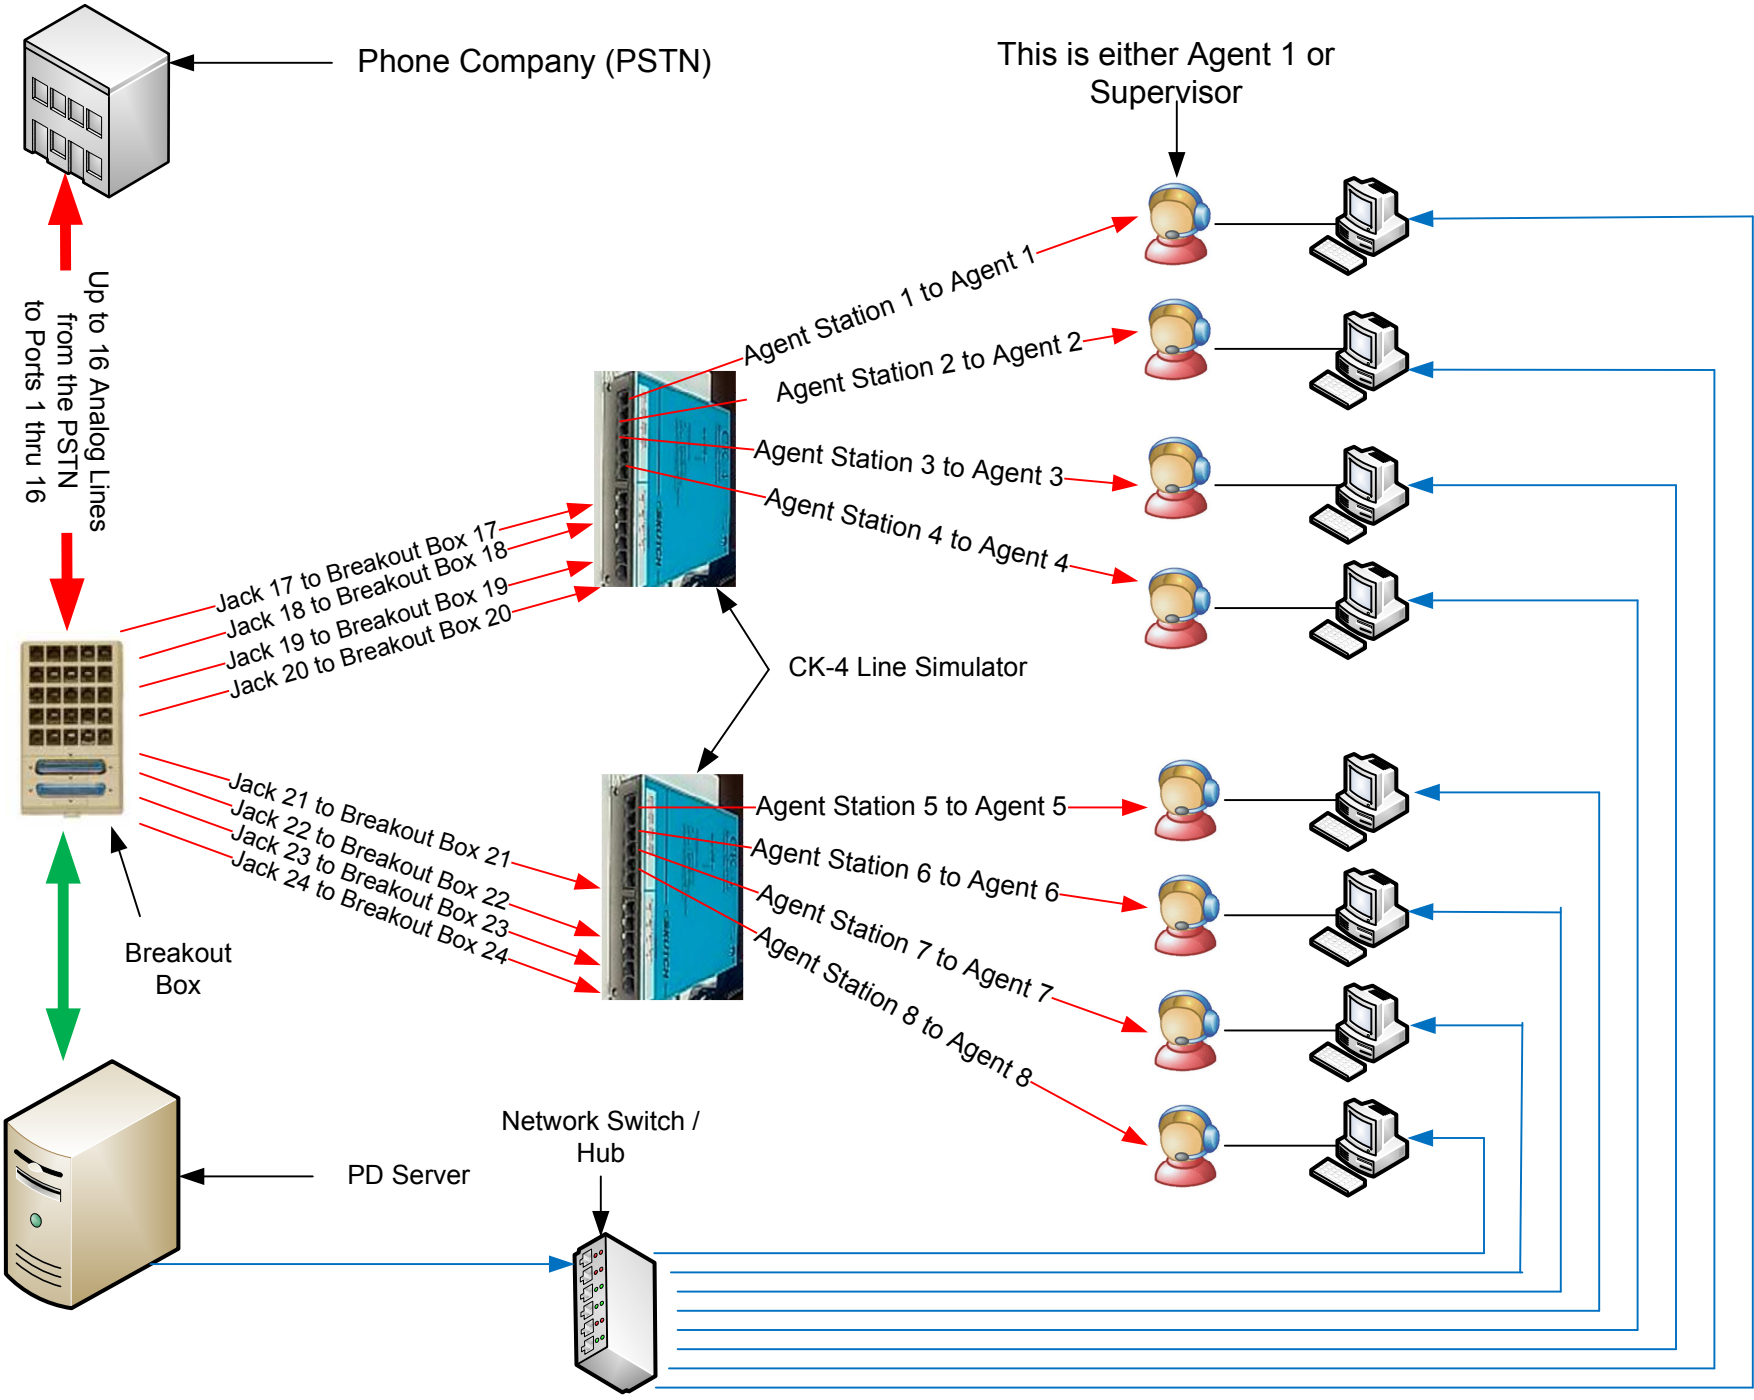 Phone Company (PSTN)
This is either Agent 1 or
Supervisor
Up to 16 Analog Lines
from the PSTN
to Ports 1 thru 16
Agent Station 1 to Agent 1
Agent Station 2 to Agent 2
Agent Station 3 to Agent 3
Agent Station 4 to Agent 4
Jack 17 to Breakout Box 17
Jack 18 to Breakout Box 18
Jack 19 to Breakout Box 19
Jack 20 to Breakout Box 20
SKUTCH
CK-4 Line Simulator
Jack 21 to Breakout Box 21
Jack 22 to Breakout Box 22
Jack 23 to Breakout Box 23
Jack 24 to Breakout Box 24
SKUTCH
Agent Station 5 to Agent 5
Agent Station 6 to Agent 6
Agent Station 7 to Agent 7
Agent Station 8 to Agent 8
Breakout
Box
Network Switch /
Hub
PD Server